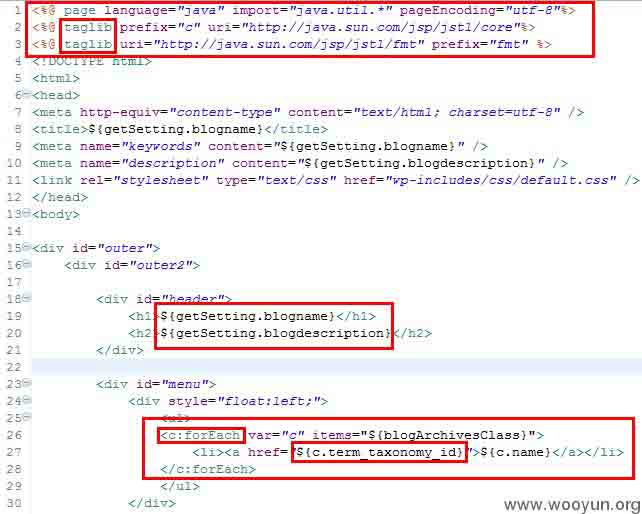 1 <%@ page language="java" import="java.util.*" pageEncoding="utf-8"%>
2 <%@ taglib prefix="c" uri="http://java.sun.com/jsp/jstl/core"%>
3 <%@ taglib uri="http://java.sun.com/jsp/jstl/fmt" prefix="fmt" %>
4 <!DOCTYPE html>
5 <html>
6 <head>
7 <meta http-equiv="content-type" content="text/html; charset=utf-8" />
8 <title>${getSetting.blogname}</title>
9 <meta name="keywords" content="${getSetting.blogname}" />
10 <meta name="description" content="${getSetting.blogdescription}" />
11 <link rel="stylesheet" type="text/css" href="wp-includes/css/default.css" />
12 </head>
13 <body>
14
15 <div id="outer">
16 <div id="outer2">
17
18 <div id="header">
19 <h1>${getSetting.blogname}</h1>
20 <h2>${getSetting.blogdescription}</h2>
21 </div>
22
23 <div id="menu">
24 <div style="float:left;">
25 <ul>
26 <c:forEach var="c" items="${blogArchivesClass}">
27 <li><a href="${c.term_taxonomy_id}">${c.name}</a></li>
28 </c:forEach>
29 </ul>
30 </div>
www.wooyun.org